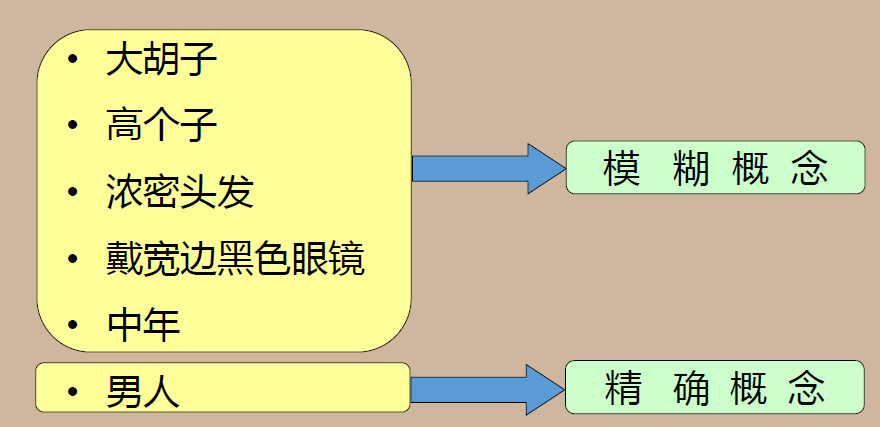 • 大胡子
• 高个子
• 浓密头发
• 戴宽边黑色眼镜
• 中年
模 糊 概 念
• 男人
精 确 概 念